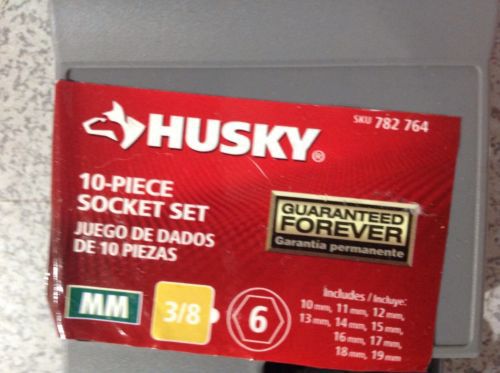 HUSKY®
SKU 782 764
10-PIECE
SOCKET SET
JUEGO DE DADOS
DE 10 PIEZAS
GUARANTEED
FOREVER
Garantía permanente
MM
3/8
6
Includes / Incluye:
10 mm, 11 mm, 12 mm,
13 mm, 14 mm, 15 mm,
16 mm, 17 mm,
18 mm, 19 mm